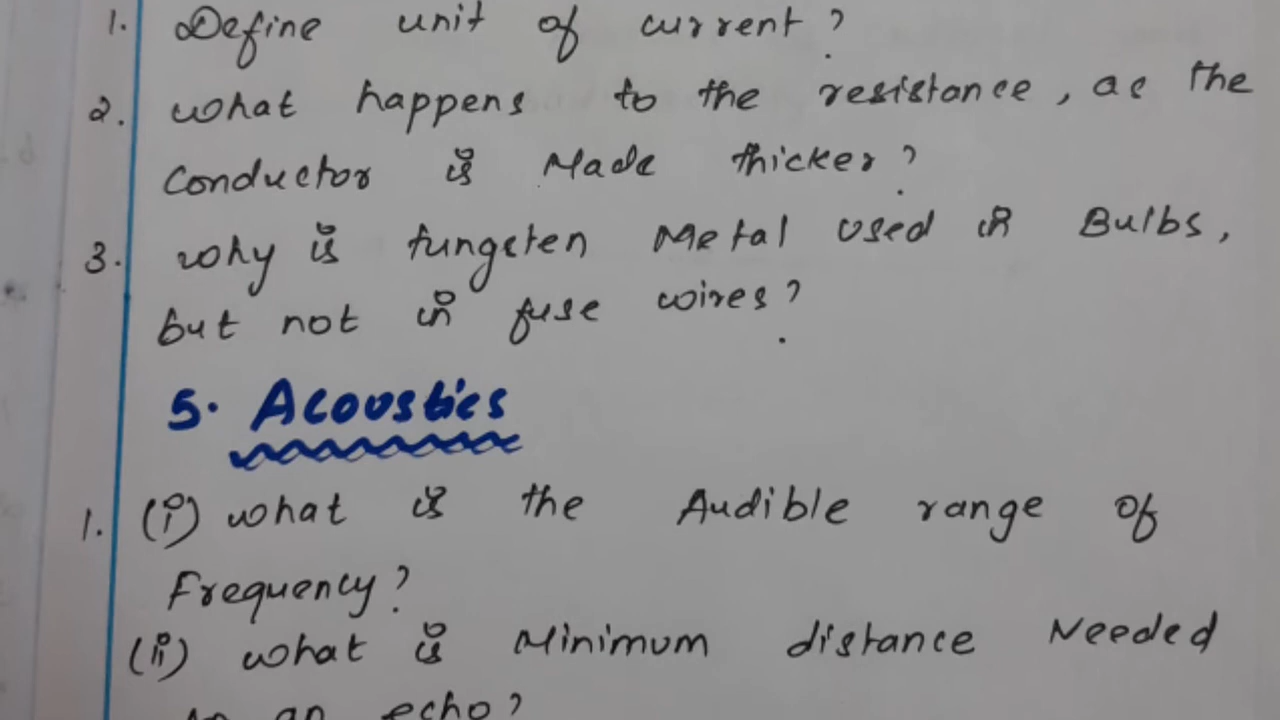 1. Define unit of current?
2. what happens to the resistance, as the
conductor is Made thicker?
3. why is tungsten Metal used in Bulbs,
but not in fuse wires?
5. Acoustics
1. (i) what is the Audible range of
Frequency?
(ii) what is Minimum distance Needed
an echo?